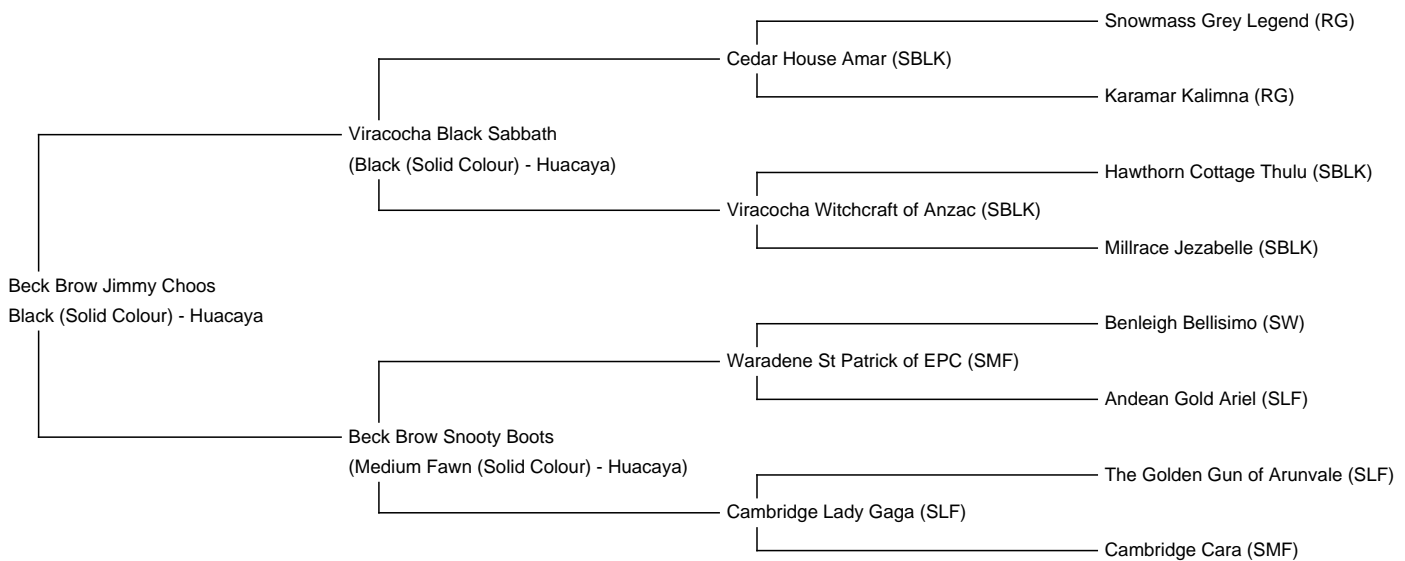 Snowmass Grey Legend (RG)
Cedar House Amar (SBLK)
Karamar Kalimna (RG)
Viracocha Black Sabbath
(Black (Solid Colour) - Huacaya)
Hawthorn Cottage Thulu (SBLK)
Viracocha Witchcraft of Anzac (SBLK)
Millrace Jezabelle (SBLK)
Beck Brow Jimmy Choos
Black (Solid Colour) - Huacaya
Benleigh Bellisimo (SW)
Waradene St Patrick of EPC (SMF)
Andean Gold Ariel (SLF)
Beck Brow Snooty Boots
(Medium Fawn (Solid Colour) - Huacaya)
The Golden Gun of Arunvale (SLF)
Cambridge Lady Gaga (SLF)
Cambridge Cara (SMF)